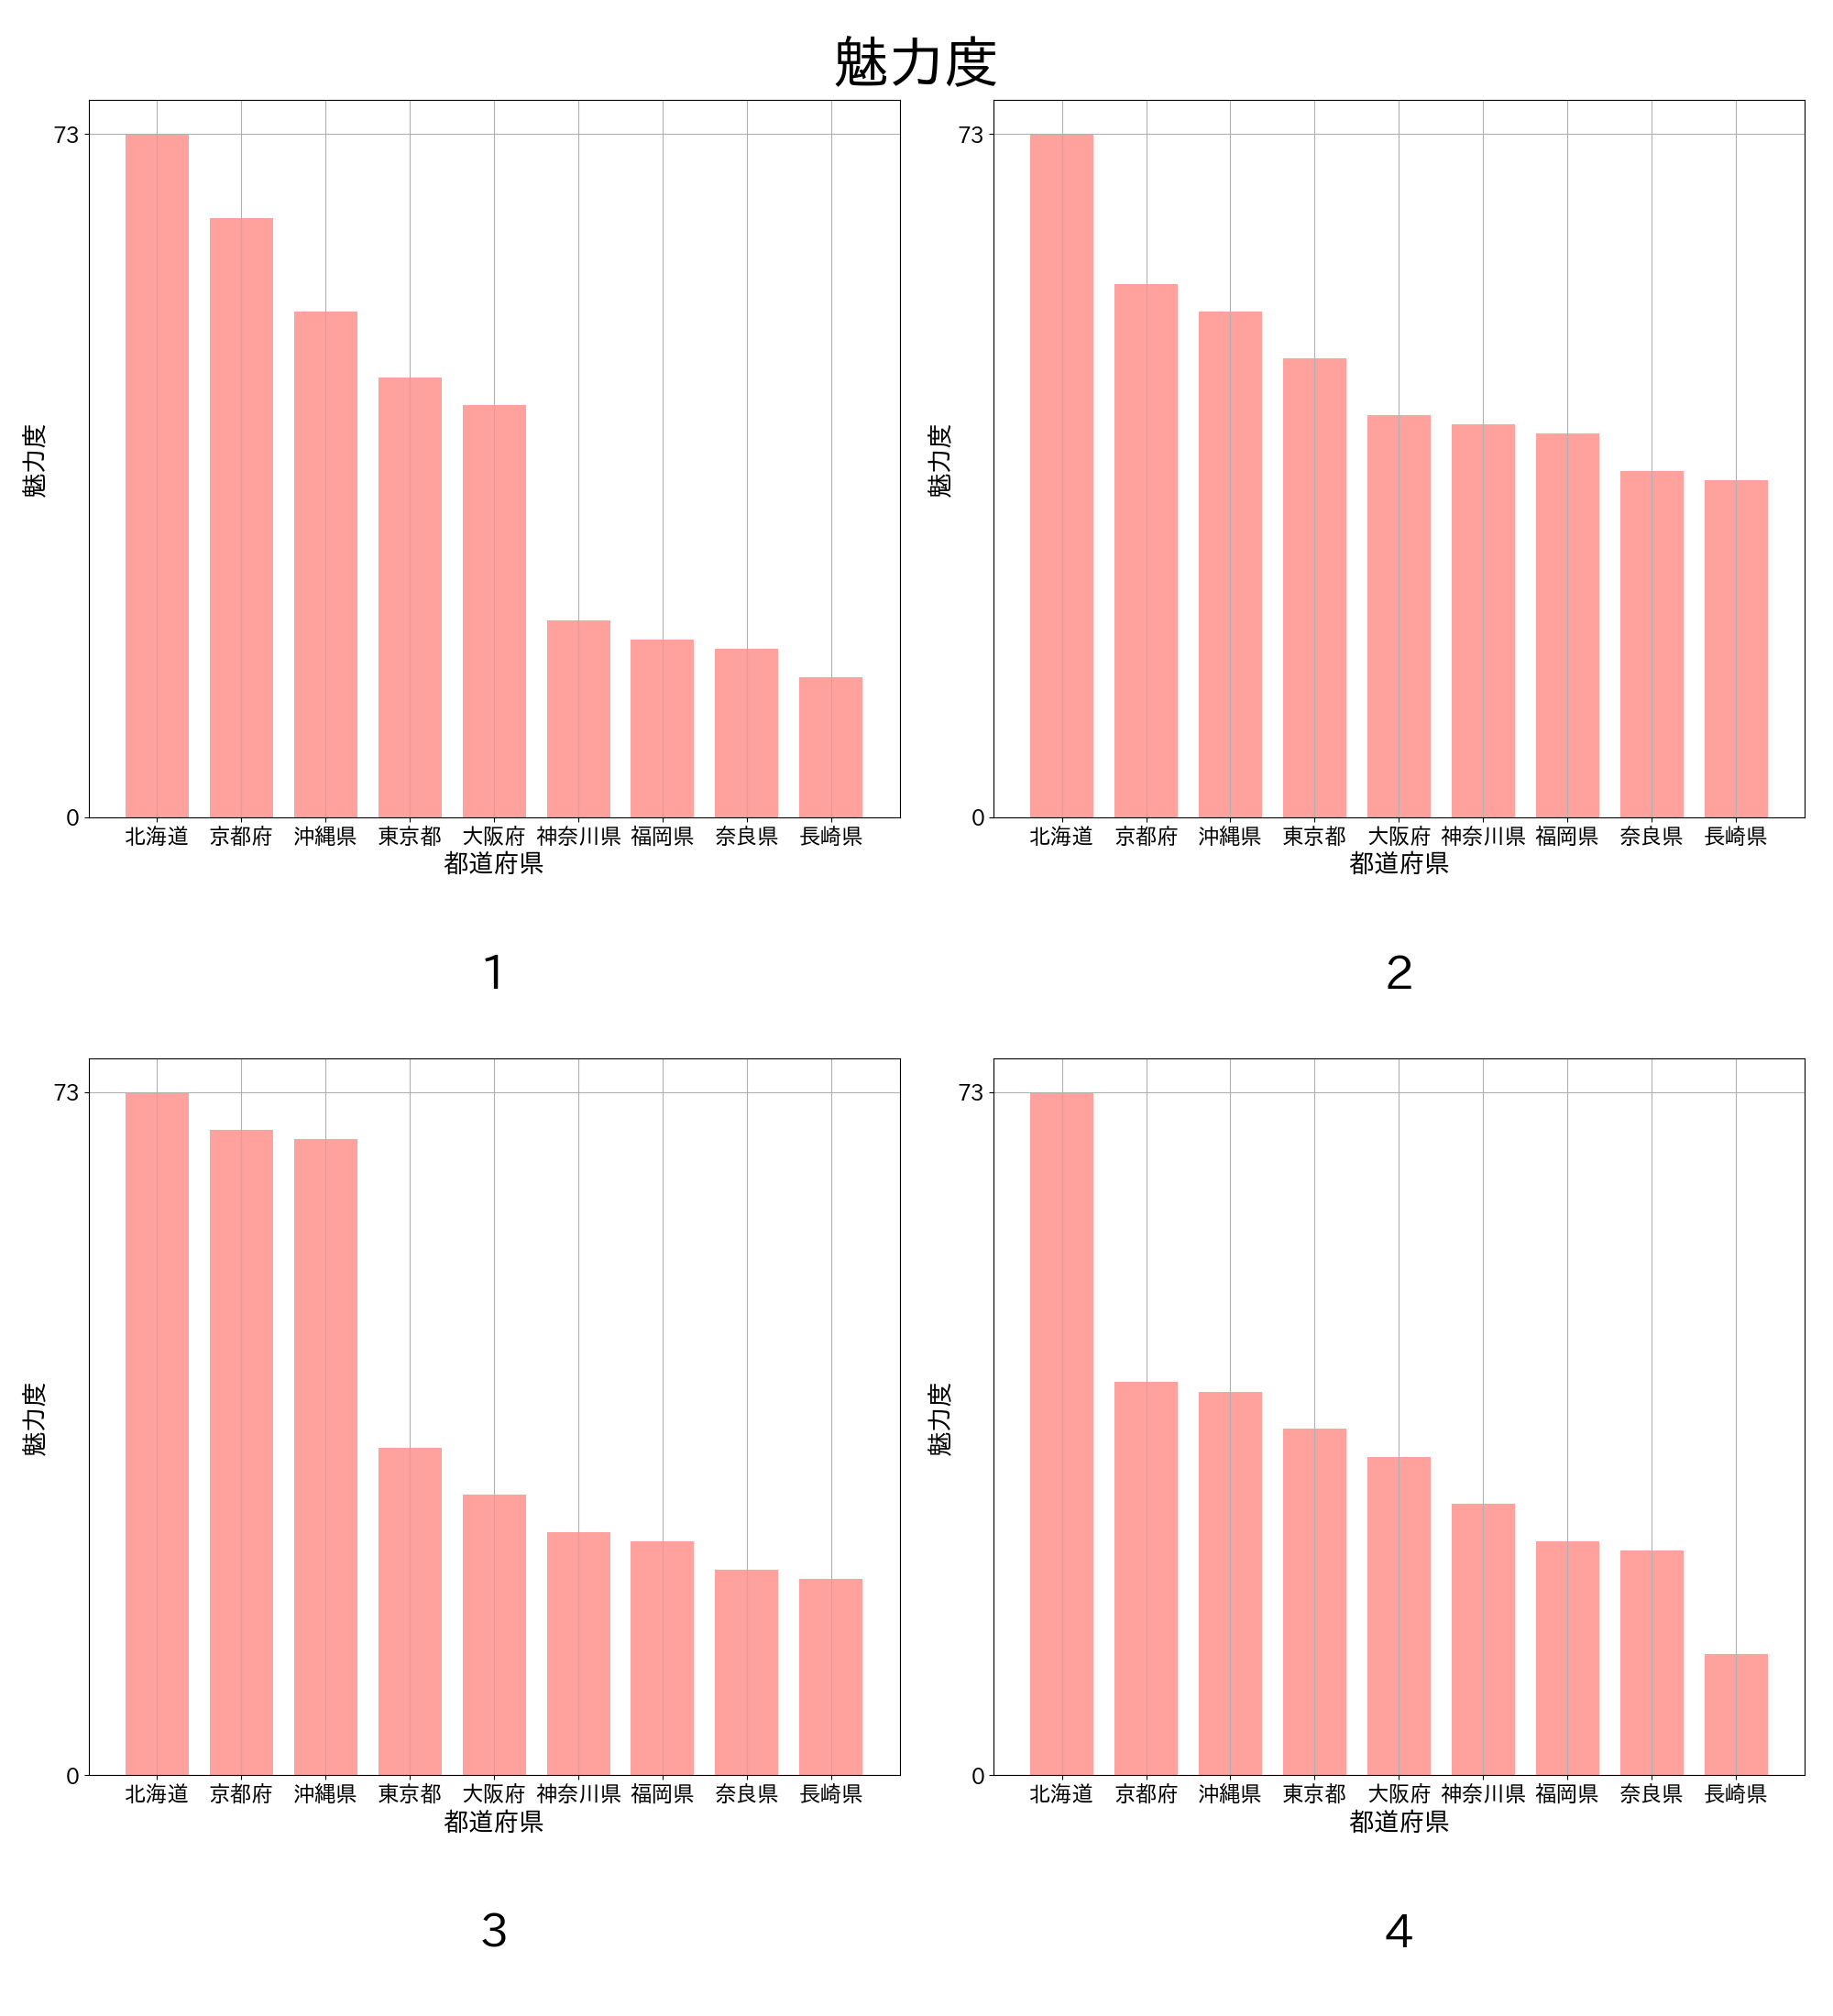 魅力度
73
0
魅力度
北海道 京都府 沖縄県 東京都 大阪府 神奈川県 福岡県 奈良県 長崎県
都道府県
1
73
0
魅力度
北海道 京都府 沖縄県 東京都 大阪府 神奈川県 福岡県 奈良県 長崎県
都道府県
2
73
0
魅力度
北海道 京都府 沖縄県 東京都 大阪府 神奈川県 福岡県 奈良県 長崎県
都道府県
3
73
0
魅力度
北海道 京都府 沖縄県 東京都 大阪府 神奈川県 福岡県 奈良県 長崎県
都道府県
4